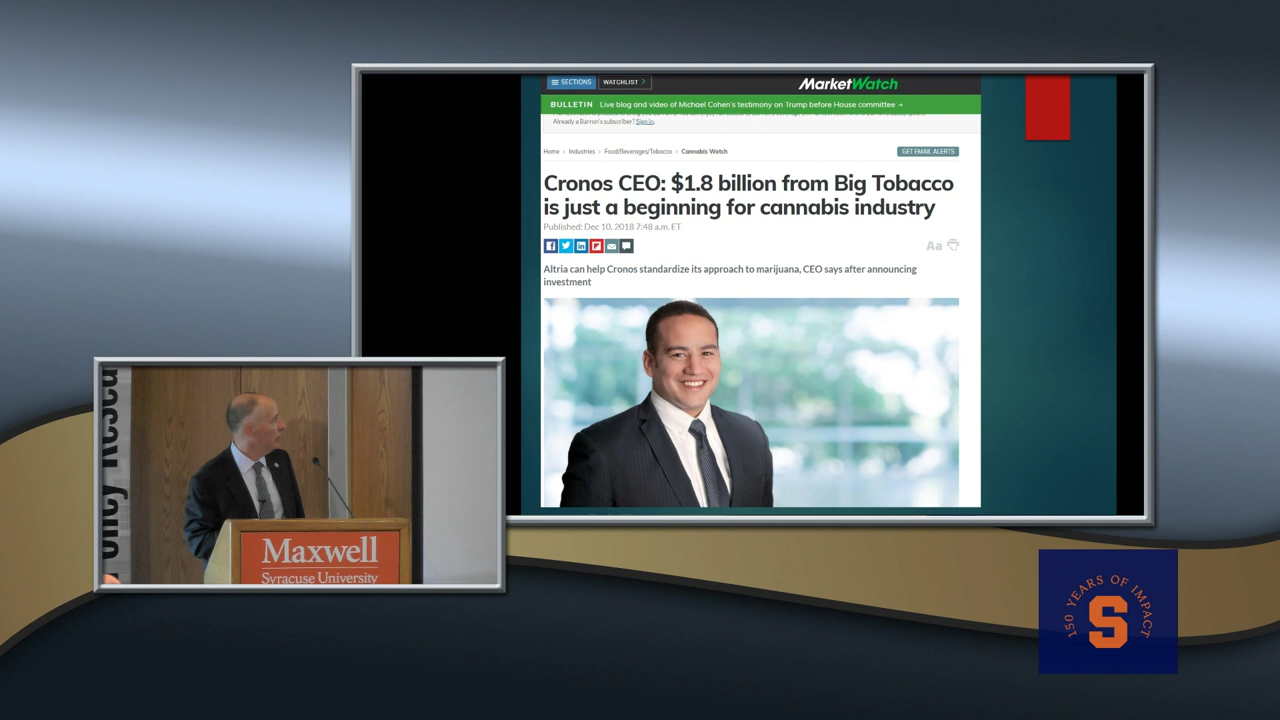 SECTIONS WATCHLIST MarketWatch
BULLETIN Live blog and video of Michael Cohen's testimony on Trump before House committee →
Already a Barron's subscriber? Sign in.
Home › Industries › Food/Beverages/Tobacco › Cannabis Watch GET EMAIL ALERTS
Cronos CEO: $1.8 billion from Big Tobacco
is just a beginning for cannabis industry
Published: Dec 10, 2018 7:48 a.m. ET
Aa
Altria can help Cronos standardize its approach to marijuana, CEO says after announcing
investment
Maxwell
Syracuse University
150 YEARS OF IMPACT
S